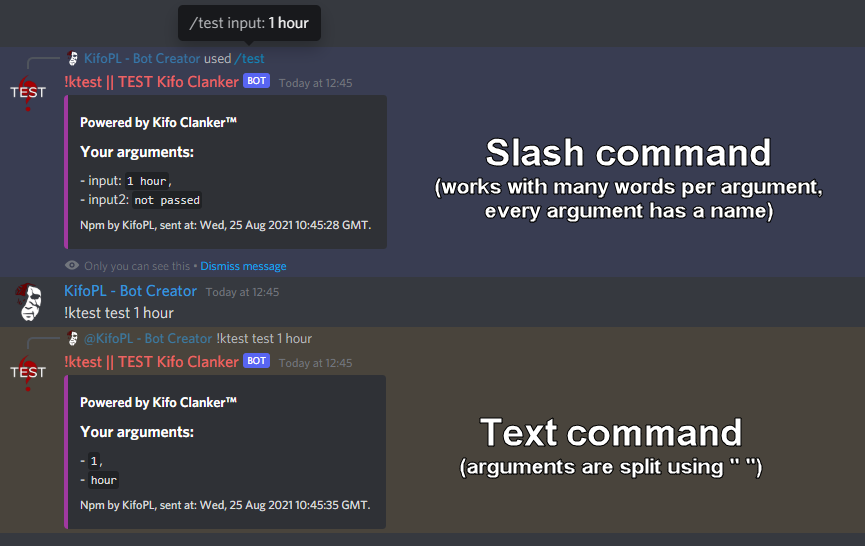 /test input: 1 hour
KifoPL - Bot Creator used /test
TEST
!ktest || TEST Kifo Clanker BOT Today at 12:45
Powered by Kifo Clanker™
Your arguments:
- input: 1 hour,
- input2: not passed
Npm by KifoPL, sent at: Wed, 25 Aug 2021 10:45:28 GMT.
Slash command
(works with many words per argument,
every argument has a name)
Only you can see this • Dismiss message
KifoPL - Bot Creator Today at 12:45
!ktest test 1 hour
@KifoPL - Bot Creator !ktest test 1 hour
TEST
!ktest || TEST Kifo Clanker BOT Today at 12:45
Powered by Kifo Clanker™
Your arguments:
- 1,
- hour
Npm by KifoPL, sent at: Wed, 25 Aug 2021 10:45:35 GMT.
Text command
(arguments are split using " ")